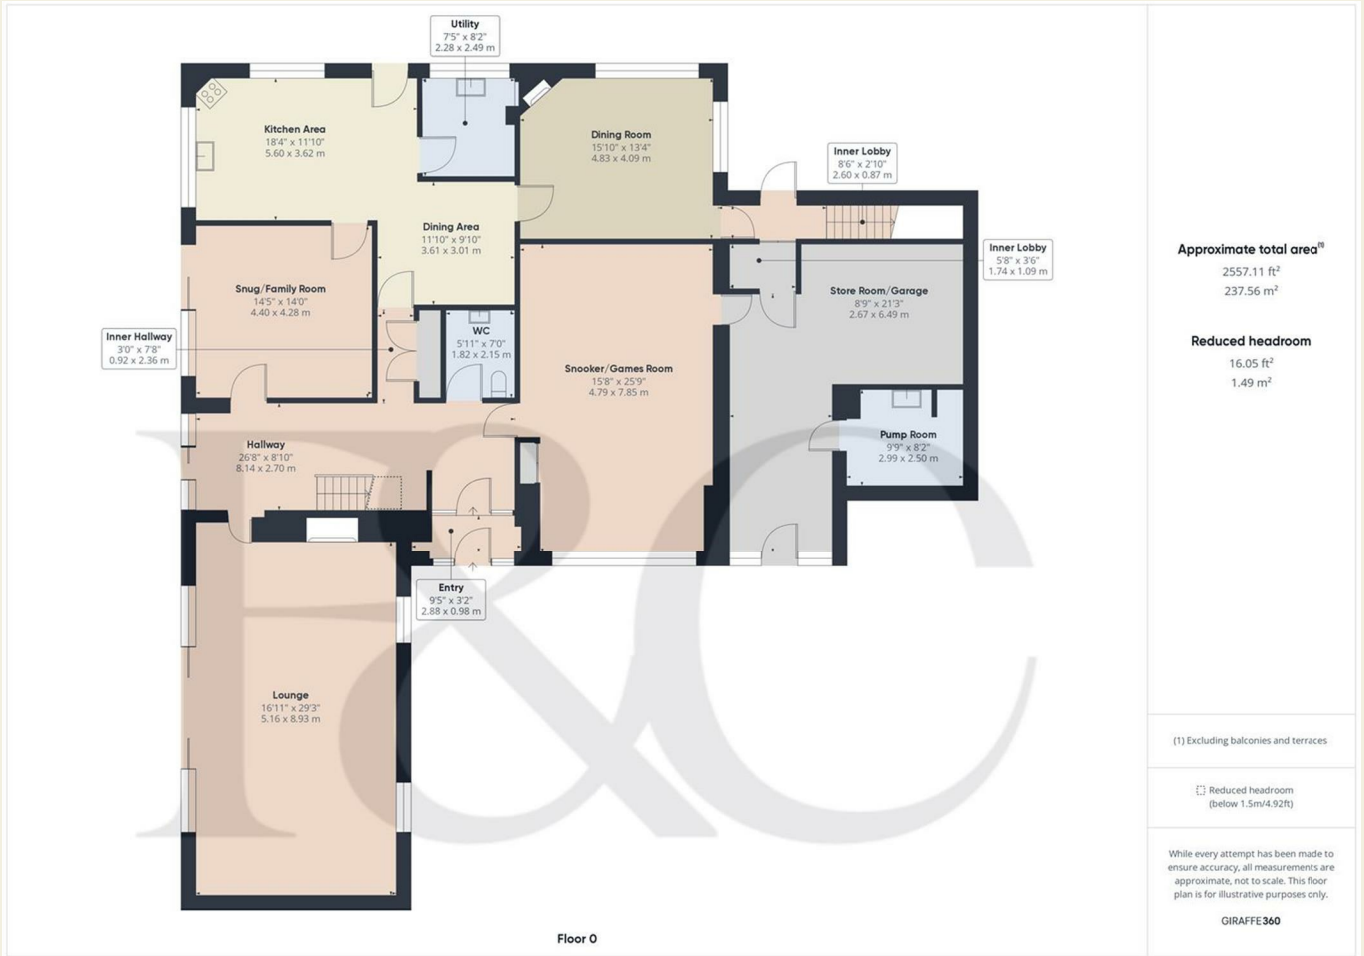 Utility
7'5" x 8'2"
2.28 x 2.49 m
Kitchen Area
18'4" x 11'10"
5.60 x 3.62 m
Dining Room
15'10" x 13'4"
4.83 x 4.09 m
Inner Lobby
8'6" x 2'10"
2.60 x 0.87 m
Dining Area
11'10" x 9'10"
3.61 x 3.01 m
Inner Lobby
5'8" x 3'6"
1.74 x 1.09 m
Snug/Family Room
14'5" x 14'0"
4.40 x 4.28 m
Store Room/Garage
8'9" x 21'3"
2.67 x 6.49 m
Inner Hallway
3'0" x 7'8"
0.92 x 2.36 m
WC
5'11" x 7'0"
1.82 x 2.15 m
Snooker/Games Room
15'8" x 25'9"
4.79 x 7.85 m
Hallway
26'8" x 8'10"
8.14 x 2.70 m
Pump Room
9'9" x 8'2"
2.99 x 2.50 m
Entry
9'5" x 3'2"
2.88 x 0.98 m
Lounge
16'11" x 29'3"
5.16 x 8.93 m
F&C
Floor 0
Approximate total area(1)
2557.11 ft²
237.56 m²
Reduced headroom
16.05 ft²
1.49 m²
(1) Excluding balconies and terraces
Reduced headroom
(below 1.5m/4.92ft)
While every attempt has been made to
ensure accuracy, all measurements are
approximate, not to scale. This floor
plan is for illustrative purposes only.
GIRAFFE360